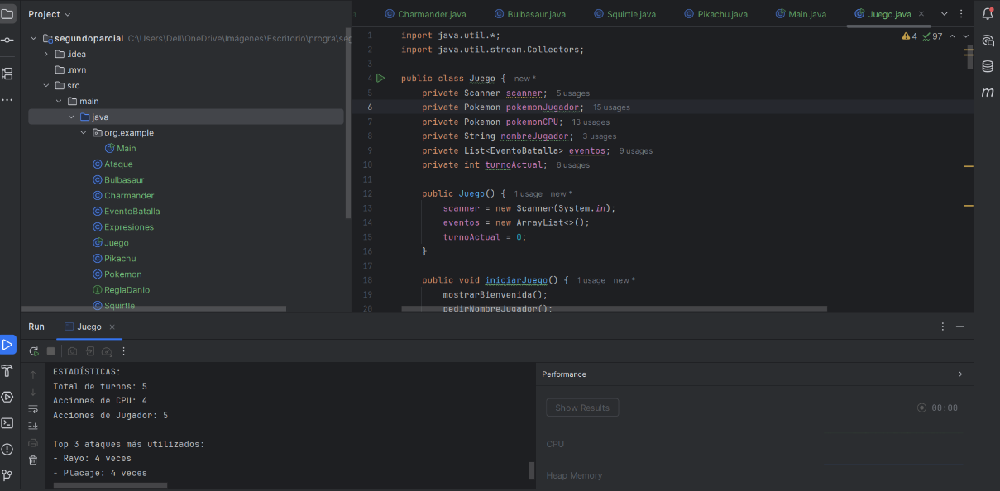 Project
Charmander.java
Bulbasaur.java
Squirtle.java
Pikachu.java
Main.java
Juego.java
segundoparcial C:\Users\Dell\OneDrive\Imágenes\Escritorio\progra\seg
.idea
.mvn
src
main
java
org.example
Main
Ataque
Bulbasaur
Charmander
EventoBatalla
Expresiones
Juego
Pikachu
Pokemon
ReglaDanio
Squirtle
4 97
1 import java.util.*;
2 import java.util.stream.Collectors;
3
4 public class Juego { new *
5 private Scanner scanner; 5 usages
6 private Pokemon pokemonJugador; 15 usages
7 private Pokemon pokemonCPU; 13 usages
8 private String nombreJugador; 3 usages
9 private List<EventoBatalla> eventos; 9 usages
10 private int turnoActual; 6 usages
11
12 public Juego() { 1 usage new *
13 scanner = new Scanner(System.in);
14 eventos = new ArrayList<>();
15 turnoActual = 0;
16 }
17
18 public void iniciarJuego() { 1 usage new *
19 mostrarBienvenida();
20 pedirNombreJugador();
m
Run Juego
ESTADÍSTICAS:
Total de turnos: 5
Acciones de CPU: 4
Acciones de Jugador: 5
Top 3 ataques más utilizados:
- Rayo: 4 veces
- Placaje: 4 veces
Performance
Show Results 00:00
CPU
Heap Memory